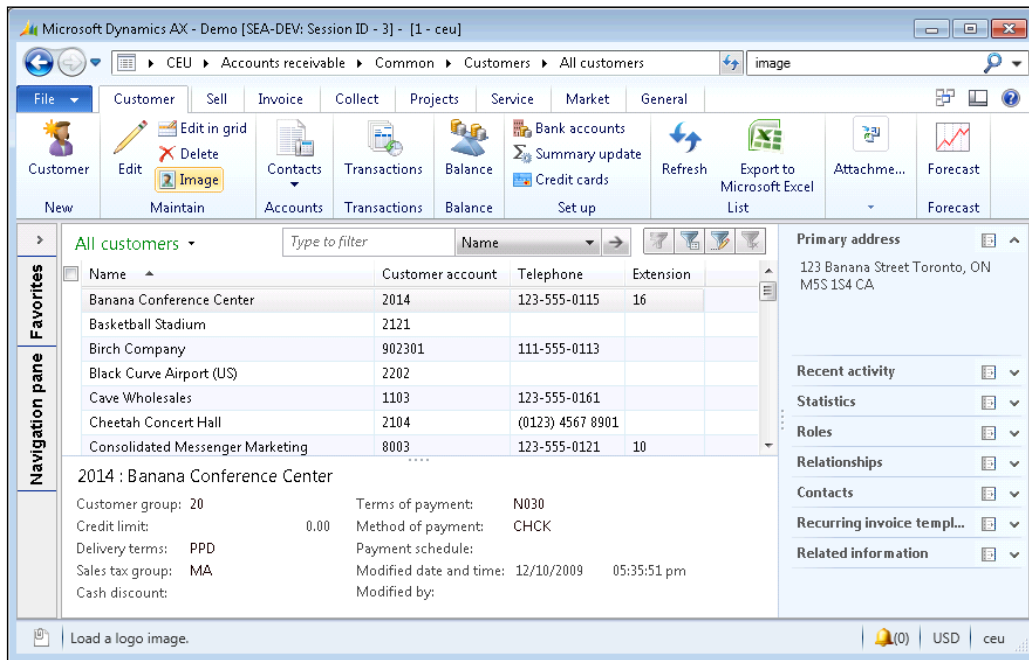 Microsoft Dynamics AX - Demo [SEA-DEV: Session ID - 3] - [1 - ceu]
CEU Accounts receivable Common Customers All customers image
File Customer Sell Invoice Collect Projects Service Market General
Customer
New
Edit
Edit in grid
Delete
Image
Maintain
Contacts
Accounts
Transactions
Transactions
Balance
Balance
Bank accounts
Summary update
Credit cards
Set up
Refresh
Export to
Microsoft Excel
List
Attachme...
Forecast
Forecast
Favorites
Navigation pane
All customers Type to filter Name
Name Customer account Telephone Extension
Banana Conference Center 2014 123-555-0115 16
Basketball Stadium 2121
Birch Company 902301 111-555-0113
Black Curve Airport (US) 2202
Cave Wholesales 1103 123-555-0161
Cheetah Concert Hall 2104 (0123) 4567 8901
Consolidated Messenger Marketing 8003 123-555-0121 10
2014 : Banana Conference Center
Customer group: 20 Terms of payment: N030
Credit limit: 0.00 Method of payment: CHCK
Delivery terms: PPD Payment schedule:
Sales tax group: MA Modified date and time: 12/10/2009 05:35:51 pm
Cash discount: Modified by:
Primary address
123 Banana Street Toronto, ON
M5S 1S4 CA
Recent activity
Statistics
Roles
Relationships
Contacts
Recurring invoice templ...
Related information
Load a logo image. (0) USD ceu